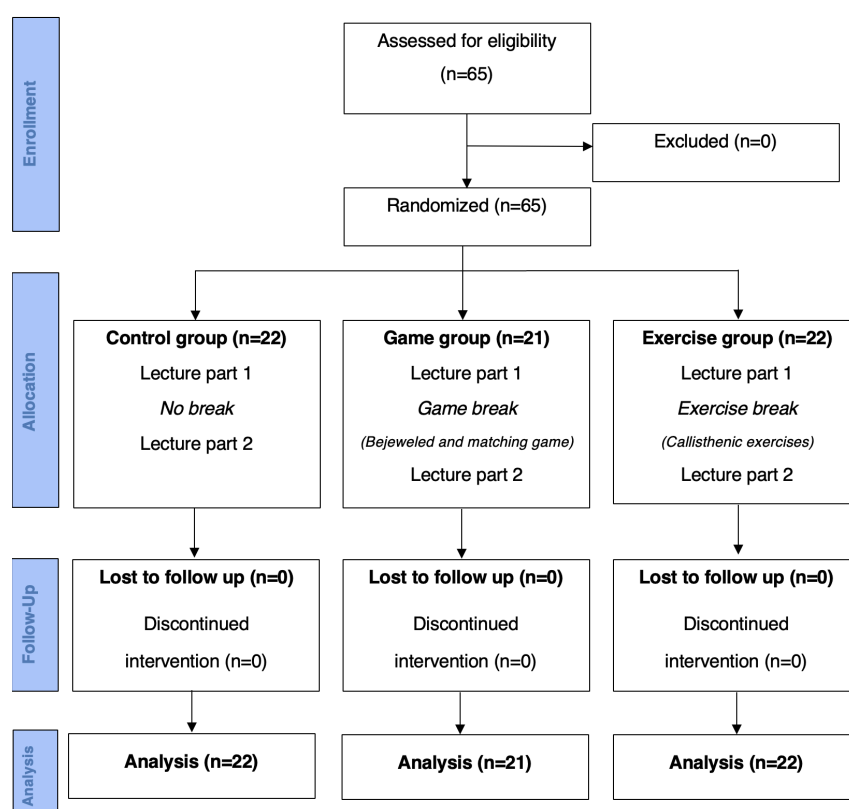 Enrollment
Assessed for eligibility
(n=65)
Excluded (n=0)
Randomized (n=65)
Allocation
Control group (n=22)
Lecture part 1
No break
Lecture part 2
Game group (n=21)
Lecture part 1
Game break
(Bejeweled and matching game)
Lecture part 2
Exercise group (n=22)
Lecture part 1
Exercise break
(Callisthenic exercises)
Lecture part 2
Follow-Up
Lost to follow up (n=0)
Discontinued
intervention (n=0)
Lost to follow up (n=0)
Discontinued
intervention (n=0)
Lost to follow up (n=0)
Discontinued
intervention (n=0)
Analysis
Analysis (n=22)
Analysis (n=21)
Analysis (n=22)